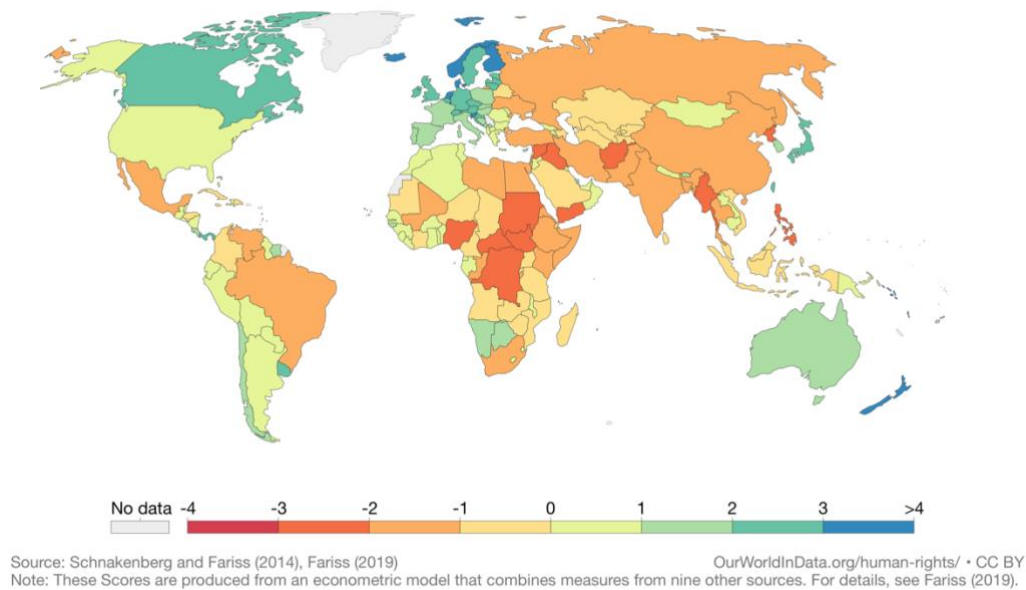 No data -4 -3 -2 -1 0 1 2 3 >4
Source: Schnakenberg and Fariss (2014), Fariss (2019) OurWorldInData.org/human-rights/ • CC BY
Note: These Scores are produced from an econometric model that combines measures from nine other sources. For details, see Fariss (2019).